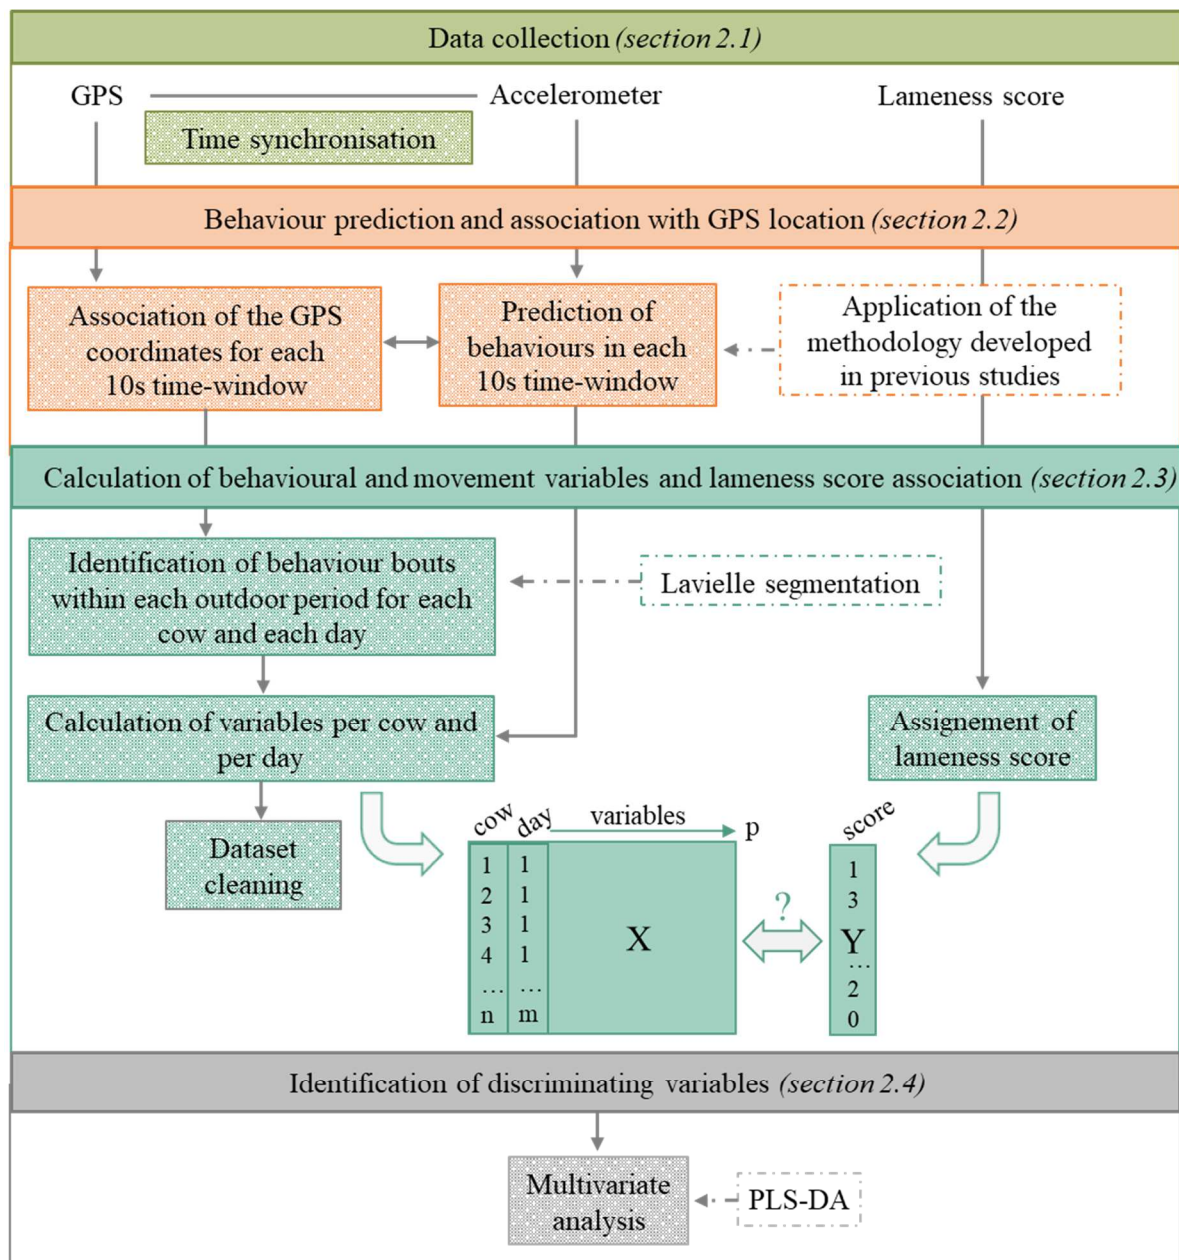 Data collection (section 2.1)
GPS
Accelerometer
Lameness score
Time synchronisation
Behaviour prediction and association with GPS location (section 2.2)
Association of the GPS
coordinates for each
10s time-window
Prediction of
behaviours in each
10s time-window
Application of the
methodology developed
in previous studies
Calculation of behavioural and movement variables and lameness score association (section 2.3)
Identification of behaviour bouts
within each outdoor period for each
cow and each day
Lavielle segmentation
Calculation of variables per cow and
per day
Assignement of
lameness score
Dataset
cleaning
cow
day
variables
p
score
1 1
2 1
3 1
4 1
... ...
n m
X
?
1
3
Y
...
2
0
Identification of discriminating variables (section 2.4)
Multivariate
analysis
PLS-DA